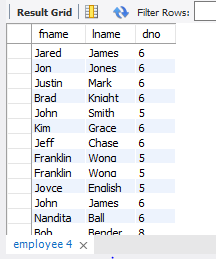 Result Grid Filter Rows:
fname lname dno
Jared James 6
Jon Jones 6
Justin Mark 6
Brad Knight 6
John Smith 5
Kim Grace 6
Jeff Chase 6
Franklin Wong 5
Franklin Wong 5
Joyce English 5
John James 6
Nandita Ball 6
Bob Bender 8
employee 4 ×